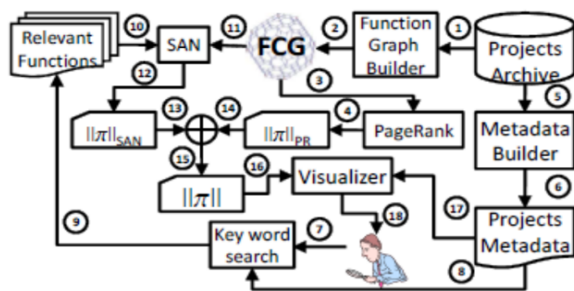 Relevant
Functions
10
SAN
11
FCG
2
Function
Graph
Builder
1
Projects
Archive
12
3
5
||π||SAN
13
14
||π||PR
4
PageRank
Metadata
Builder
15
16
6
||π||
Visualizer
17
9
18
Projects
Metadata
Key word
search
7
8